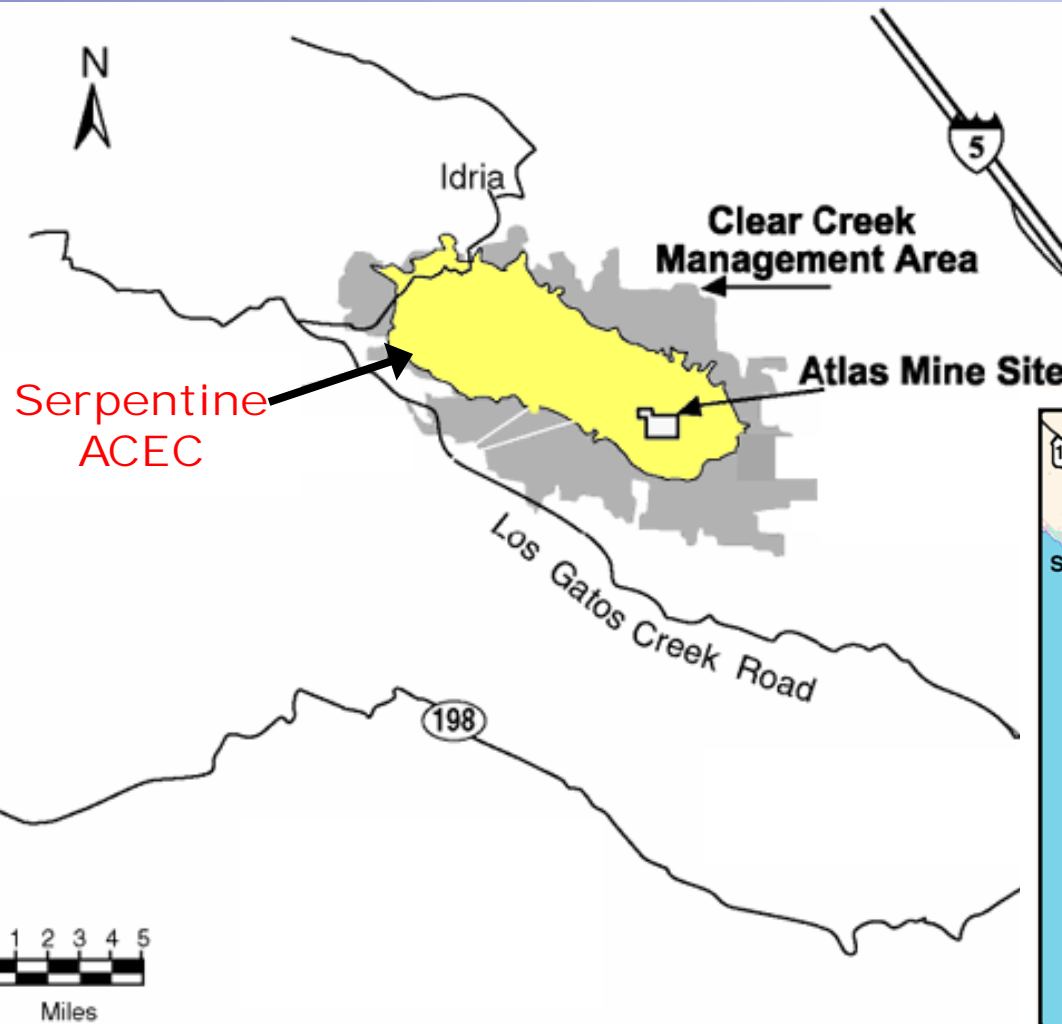 N
5
Idria
Clear Creek
Management Area
Atlas Mine Site
Serpentine
ACEC
Los Gatos Creek Road
198
1 2 3 4 5
Miles